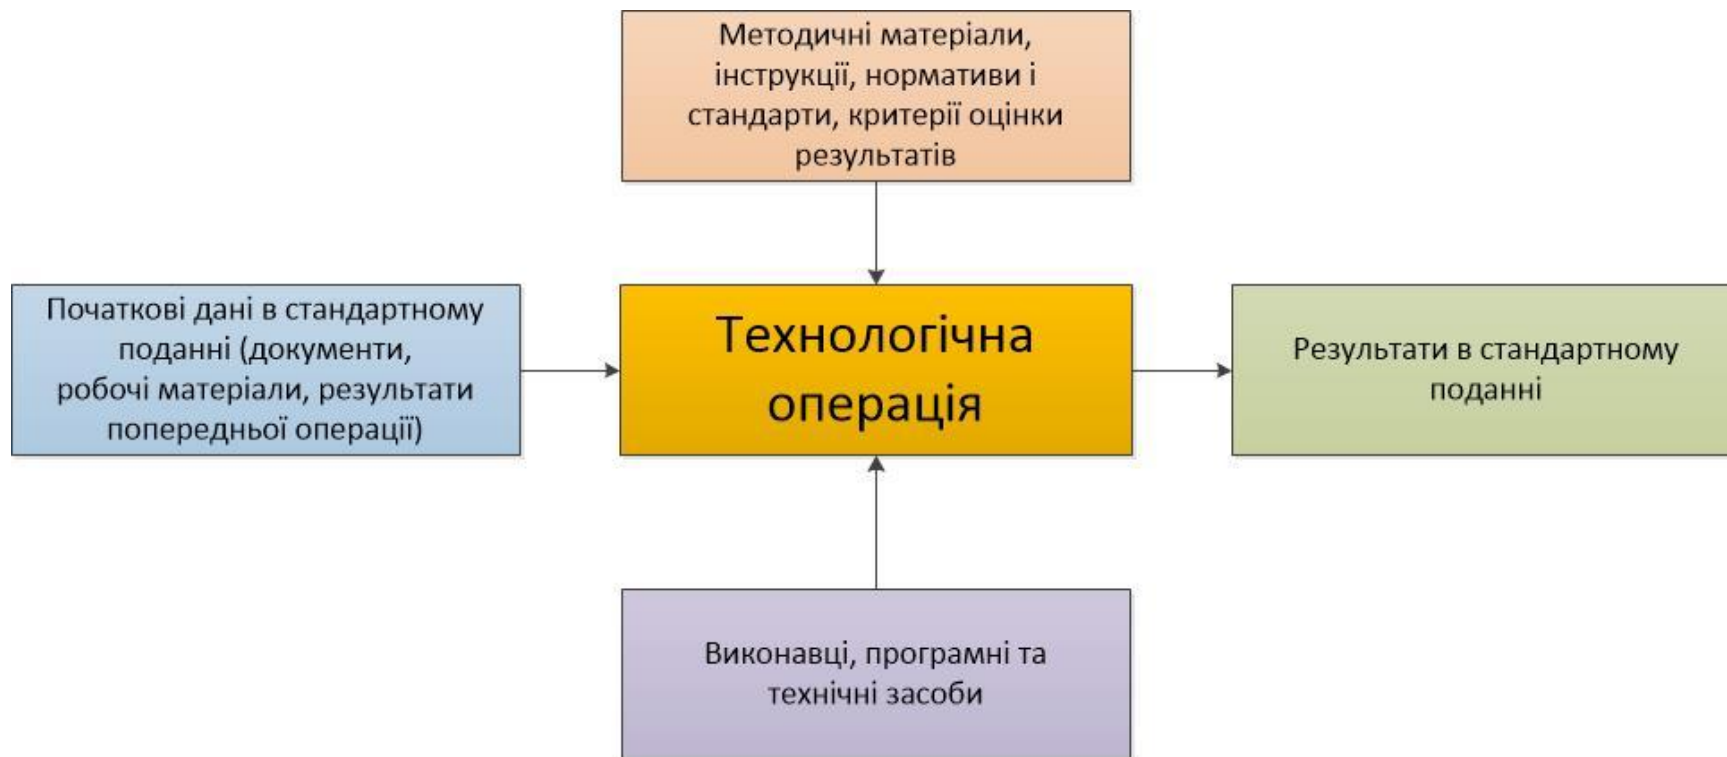 Методичні матеріали,
інструкції, нормативи і
стандарти, критерії оцінки
результатів
Початкові дані в стандартному
поданні (документи,
робочі матеріали, результати
попередньої операції)
Технологічна
операція
Результати в стандартному
поданні
Виконавці, програмні та
технічні засоби